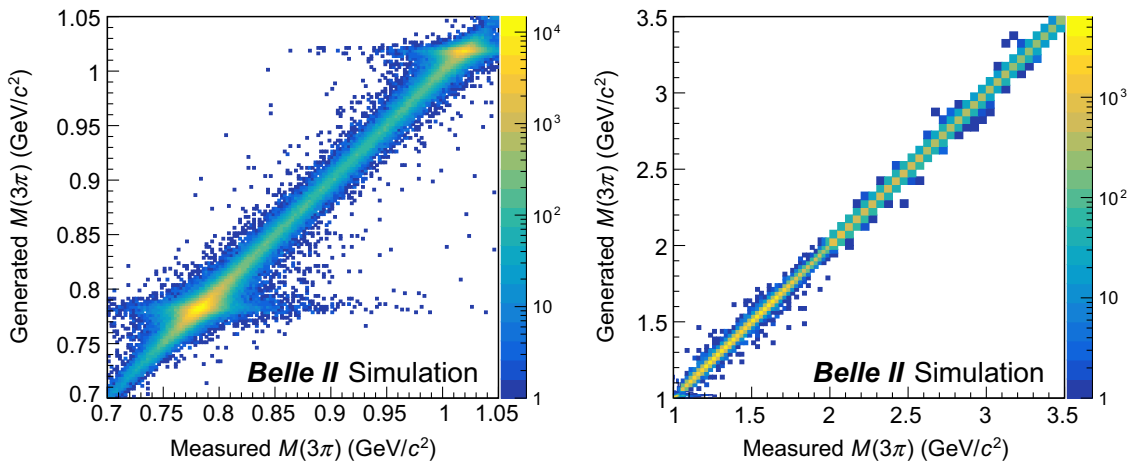 Generated M(3π) (GeV/c²)
1.05
1
0.95
0.9
0.85
0.8
0.75
0.7
0.7 0.75 0.8 0.85 0.9 0.95 1 1.05
Measured M(3π) (GeV/c²)
Belle II Simulation
10⁴
10³
10²
10
1
Generated M(3π) (GeV/c²)
3.5
3
2.5
2
1.5
1
1 1.5 2 2.5 3 3.5
Measured M(3π) (GeV/c²)
Belle II Simulation
10³
10²
10
1